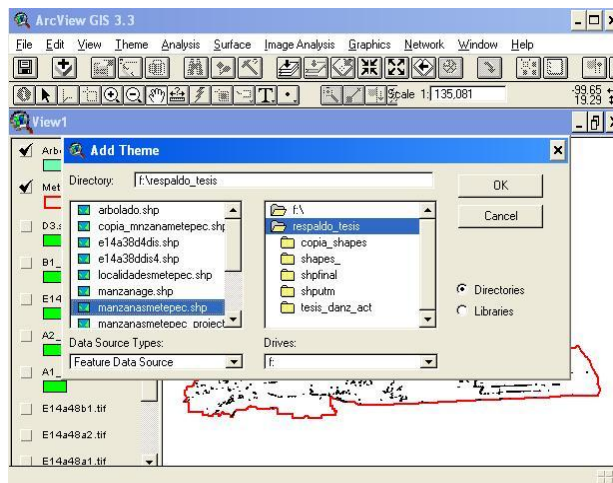 ArcView GIS 3.3
File Edit View Theme Analysis Surface Image Analysis Graphics Network Window Help
Scale 1: 135,081
-99.65
19.29
View1
Arb
Met
D3.s
B1_
E14
A2_
A1_
E14a48b1.tif
E14a48a2.tif
E14a48a1.tif
Add Theme
Directory: f:\respaldo_tesis
OK
Cancel
arbolado.shp
copia_mnzanametepec.shp
e14a38d4dis.shp
e14a38ddis4.shp
localidadesmetepec.shp
manzanage.shp
manzanasmetepec.shp
manzanasmetepec_project
f:\
respaldo_tesis
copia_shapes
shapes_
shpfinal
shputm
tesis_danz_act
Directories
Libraries
Data Source Types:
Feature Data Source
Drives:
f: